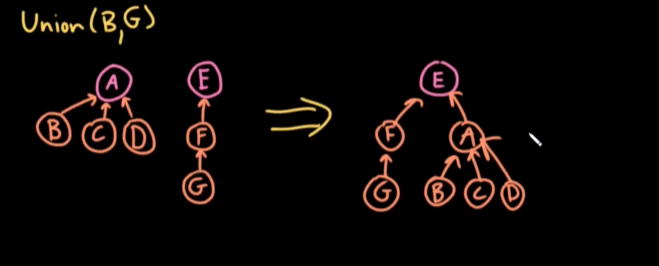 Union(B,G)
A E E
B C D F F A
G G B C D